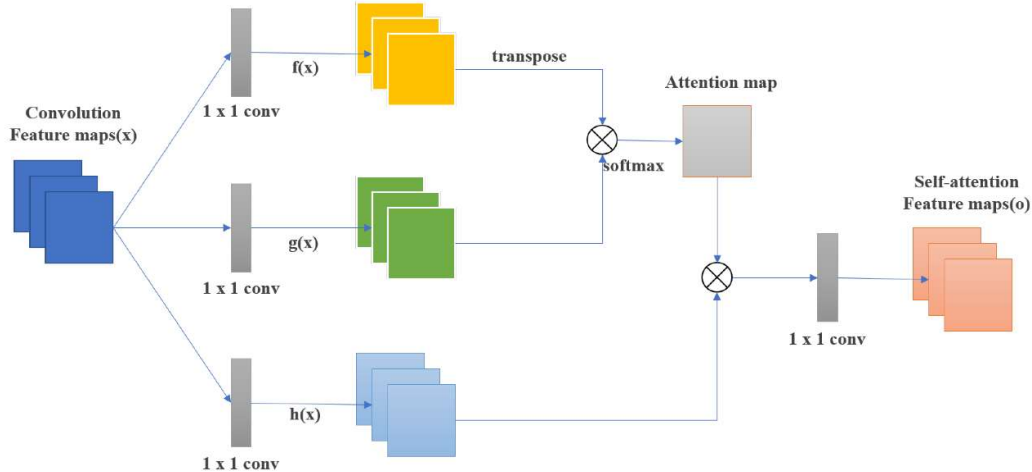 f(x)
transpose
1 x 1 conv
Convolution
Feature maps(x)
Attention map
softmax
Self-attention
Feature maps(o)
g(x)
1 x 1 conv
1 x 1 conv
h(x)
1 x 1 conv